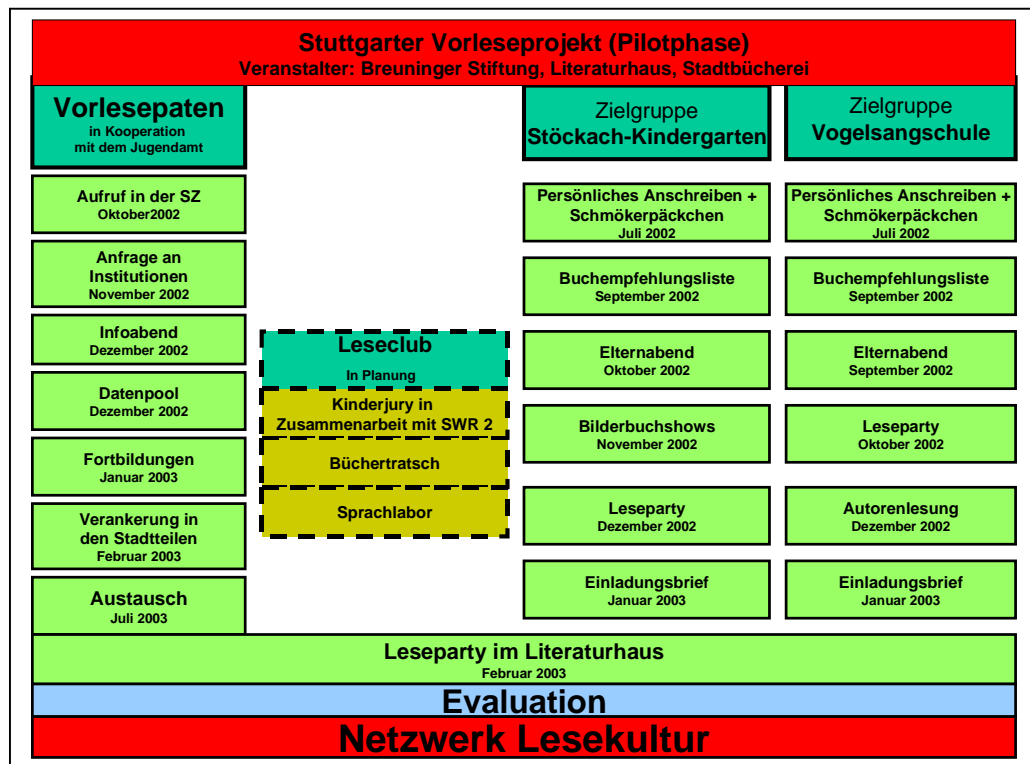 Stuttgarter Vorleseprojekt (Pilotphase)
Veranstalter: Breuninger Stiftung, Literaturhaus, Stadtbücherei
Vorlesepaten
in Kooperation
mit dem Jugendamt
Aufruf in der SZ
Oktober2002
Anfrage an
Institutionen
November 2002
Infoabend
Dezember 2002
Datenpool
Dezember 2002
Fortbildungen
Januar 2003
Verankerung in
den Stadtteilen
Februar 2003
Austausch
Juli 2003
Leseclub
In Planung
Kinderjury in
Zusammenarbeit mit SWR 2
Büchertratsch
Sprachlabor
Zielgruppe
Stöckach-Kindergarten
Persönliches Anschreiben +
Schmökerpäckchen
Juli 2002
Buchempfehlungsliste
September 2002
Elternabend
Oktober 2002
Bilderbuchshows
November 2002
Leseparty
Dezember 2002
Einladungsbrief
Januar 2003
Zielgruppe
Vogelsangschule
Persönliches Anschreiben +
Schmökerpäckchen
Juli 2002
Buchempfehlungsliste
September 2002
Elternabend
September 2002
Leseparty
Oktober 2002
Autorenlesung
Dezember 2002
Einladungsbrief
Januar 2003
Leseparty im Literaturhaus
Februar 2003
Evaluation
Netzwerk Lesekultur